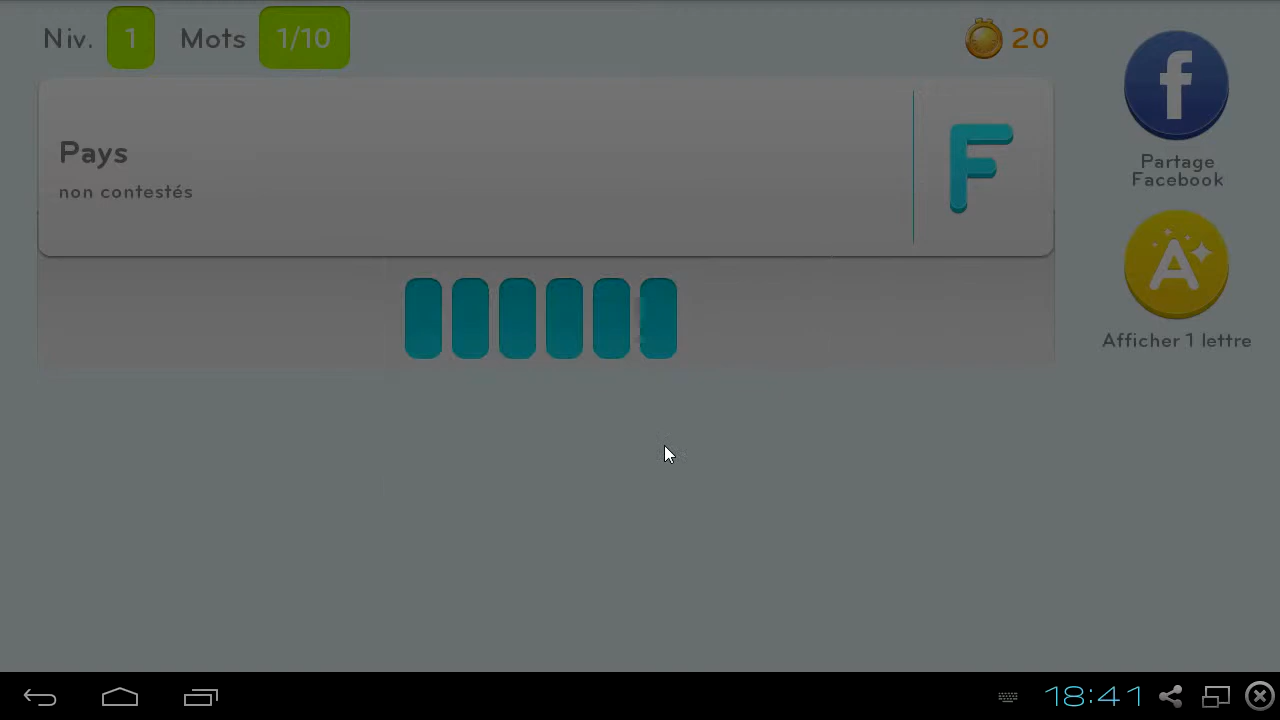 Niv. 1 Mots 1/10 20
Pays
non contestés
F
f
Partage
Facebook
A
Afficher 1 lettre
18:41